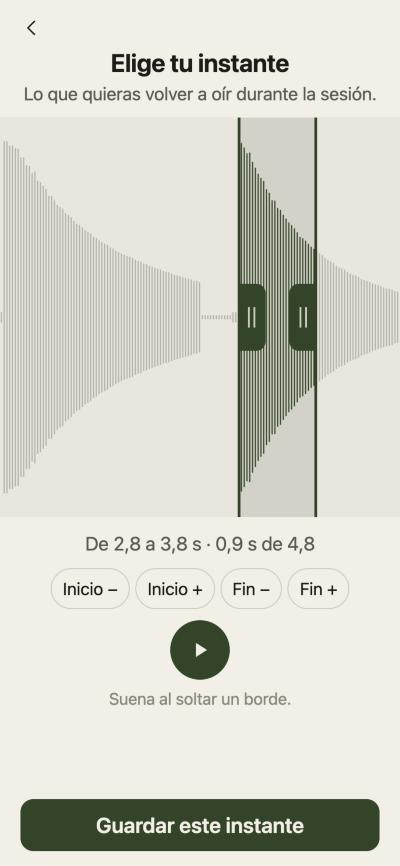 Elige tu instante
Lo que quieras volver a oír durante la sesión.
De 2,8 a 3,8 s · 0,9 s de 4,8
Inicio – Inicio + Fin – Fin +
Suena al soltar un borde.
Guardar este instante